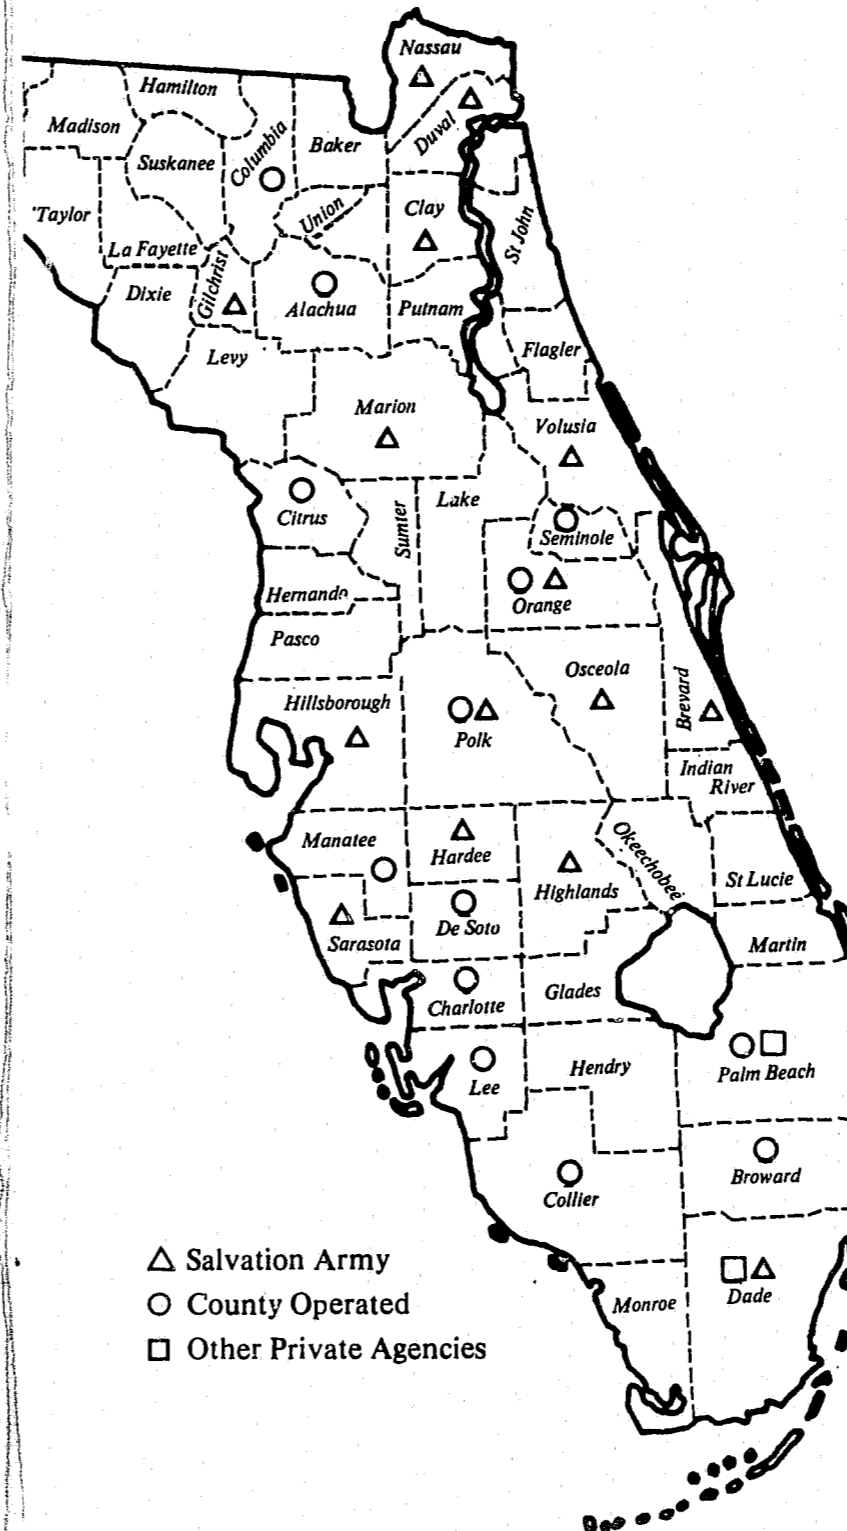 Nassau
Hamilton
Madison
Columbia
Baker
Duval
Suskanee
Taylor
Union
Clay
St John
La Fayette
Gilchrist
Dixie
Alachua
Putnam
Levy
Flagler
Marion
Volusia
Lake
Citrus
Sumter
Seminole
Hernando
Orange
Pasco
Osceola
Hillsborough
Brevard
Polk
Indian
River
Manatee
Hardee
Okeechobee
Highlands
St Lucie
De Soto
Sarasota
Martin
Glades
Charlotte
Hendry
Palm Beach
Lee
Broward
Collier
Dade
Monroe
Salvation Army
County Operated
Other Private Agencies